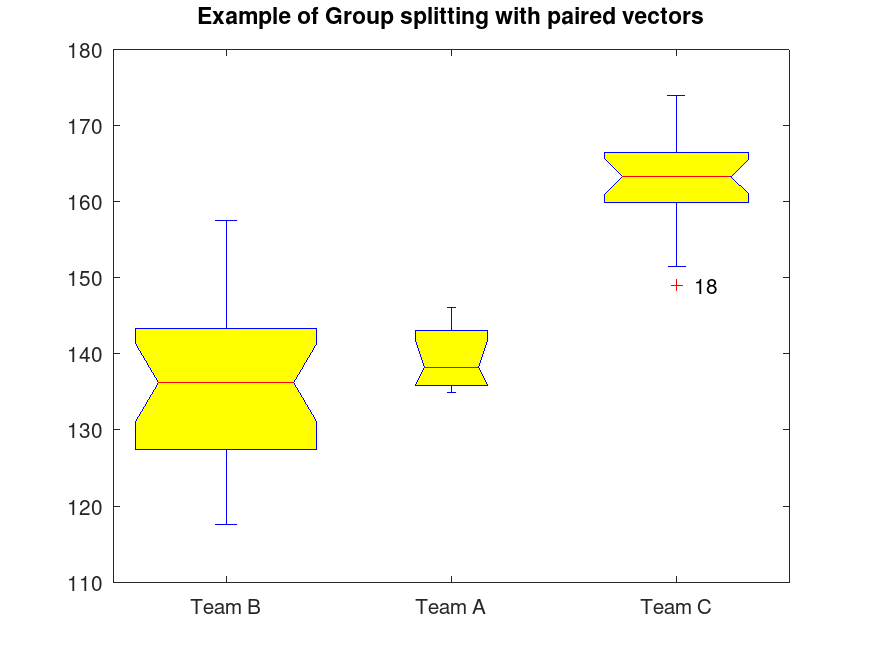 Example of Group splitting with paired vectors
180
170
160
150
140
130
120
110
18
Team B
Team A
Team C